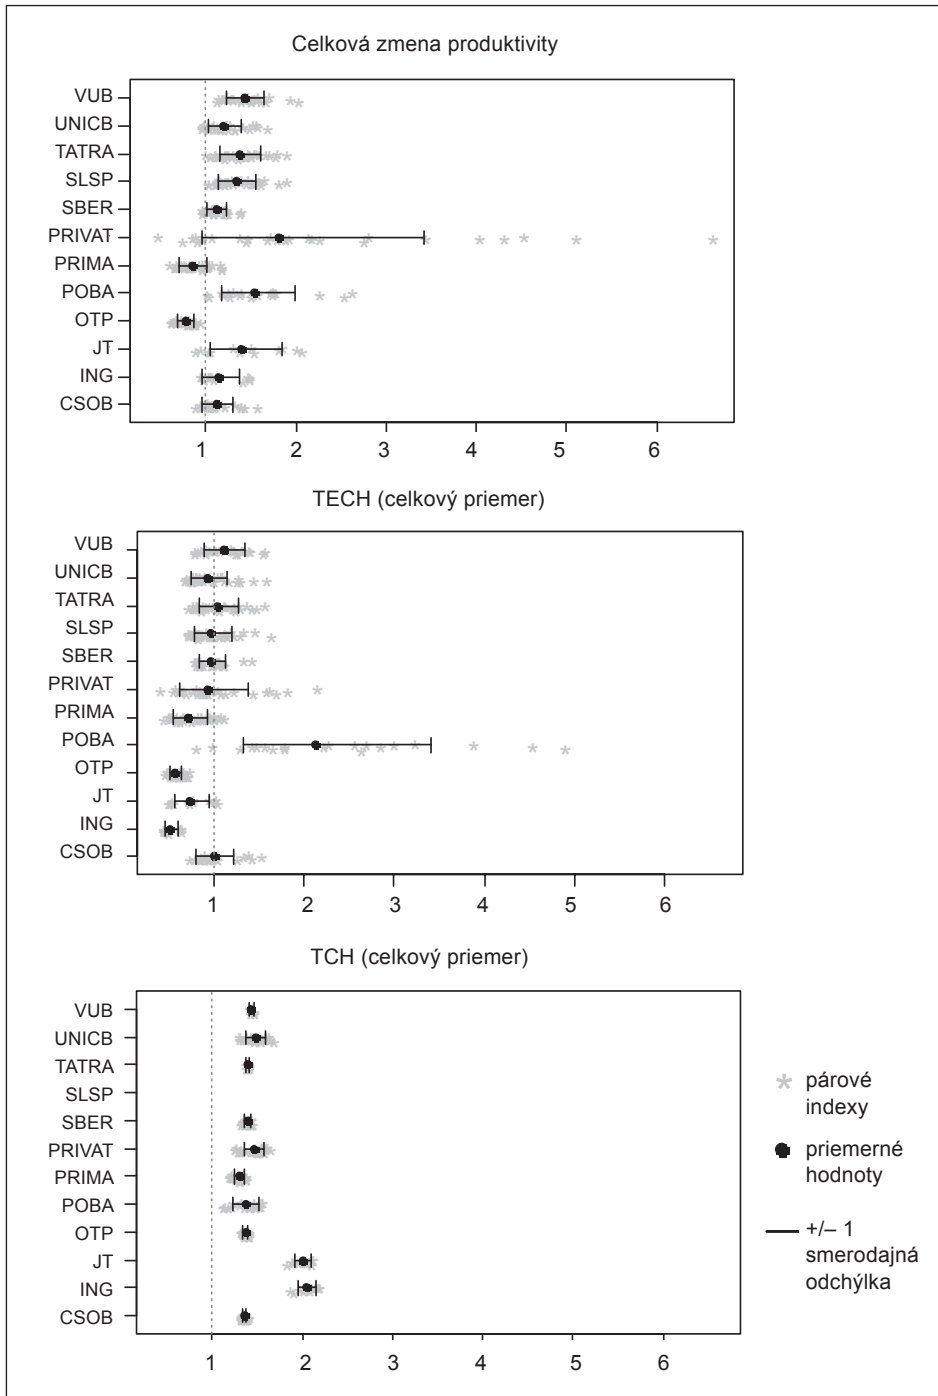 Celková zmena produktivity
VUB
UNICB
TATRA
SLSP
SBER
PRIVAT
PRIMA
POBA
OTP
JT
ING
CSOB
1 2 3 4 5 6
TECH (celkový priemer)
VUB
UNICB
TATRA
SLSP
SBER
PRIVAT
PRIMA
POBA
OTP
JT
ING
CSOB
1 2 3 4 5 6
TCH (celkový priemer)
VUB
UNICB
TATRA
SLSP
SBER
PRIVAT
PRIMA
POBA
OTP
JT
ING
CSOB
1 2 3 4 5 6
párové
indexy
priemerné
hodnoty
+/– 1
smerodajná
odchýlka